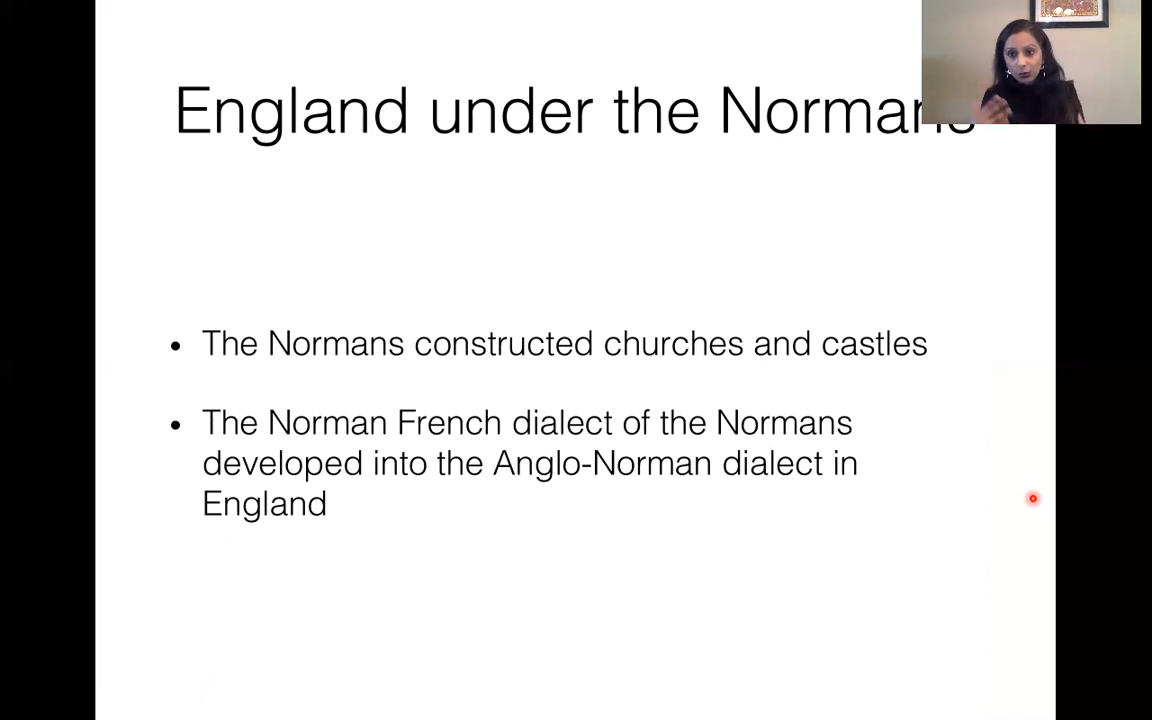 England under the Normans
• The Normans constructed churches and castles
• The Norman French dialect of the Normans
developed into the Anglo-Norman dialect in
England